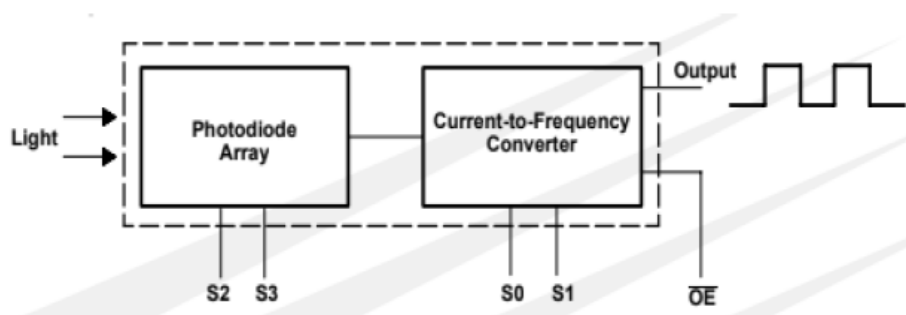 Light
Photodiode
Array
Current-to-Frequency
Converter
Output
S2
S3
S0
S1
OE